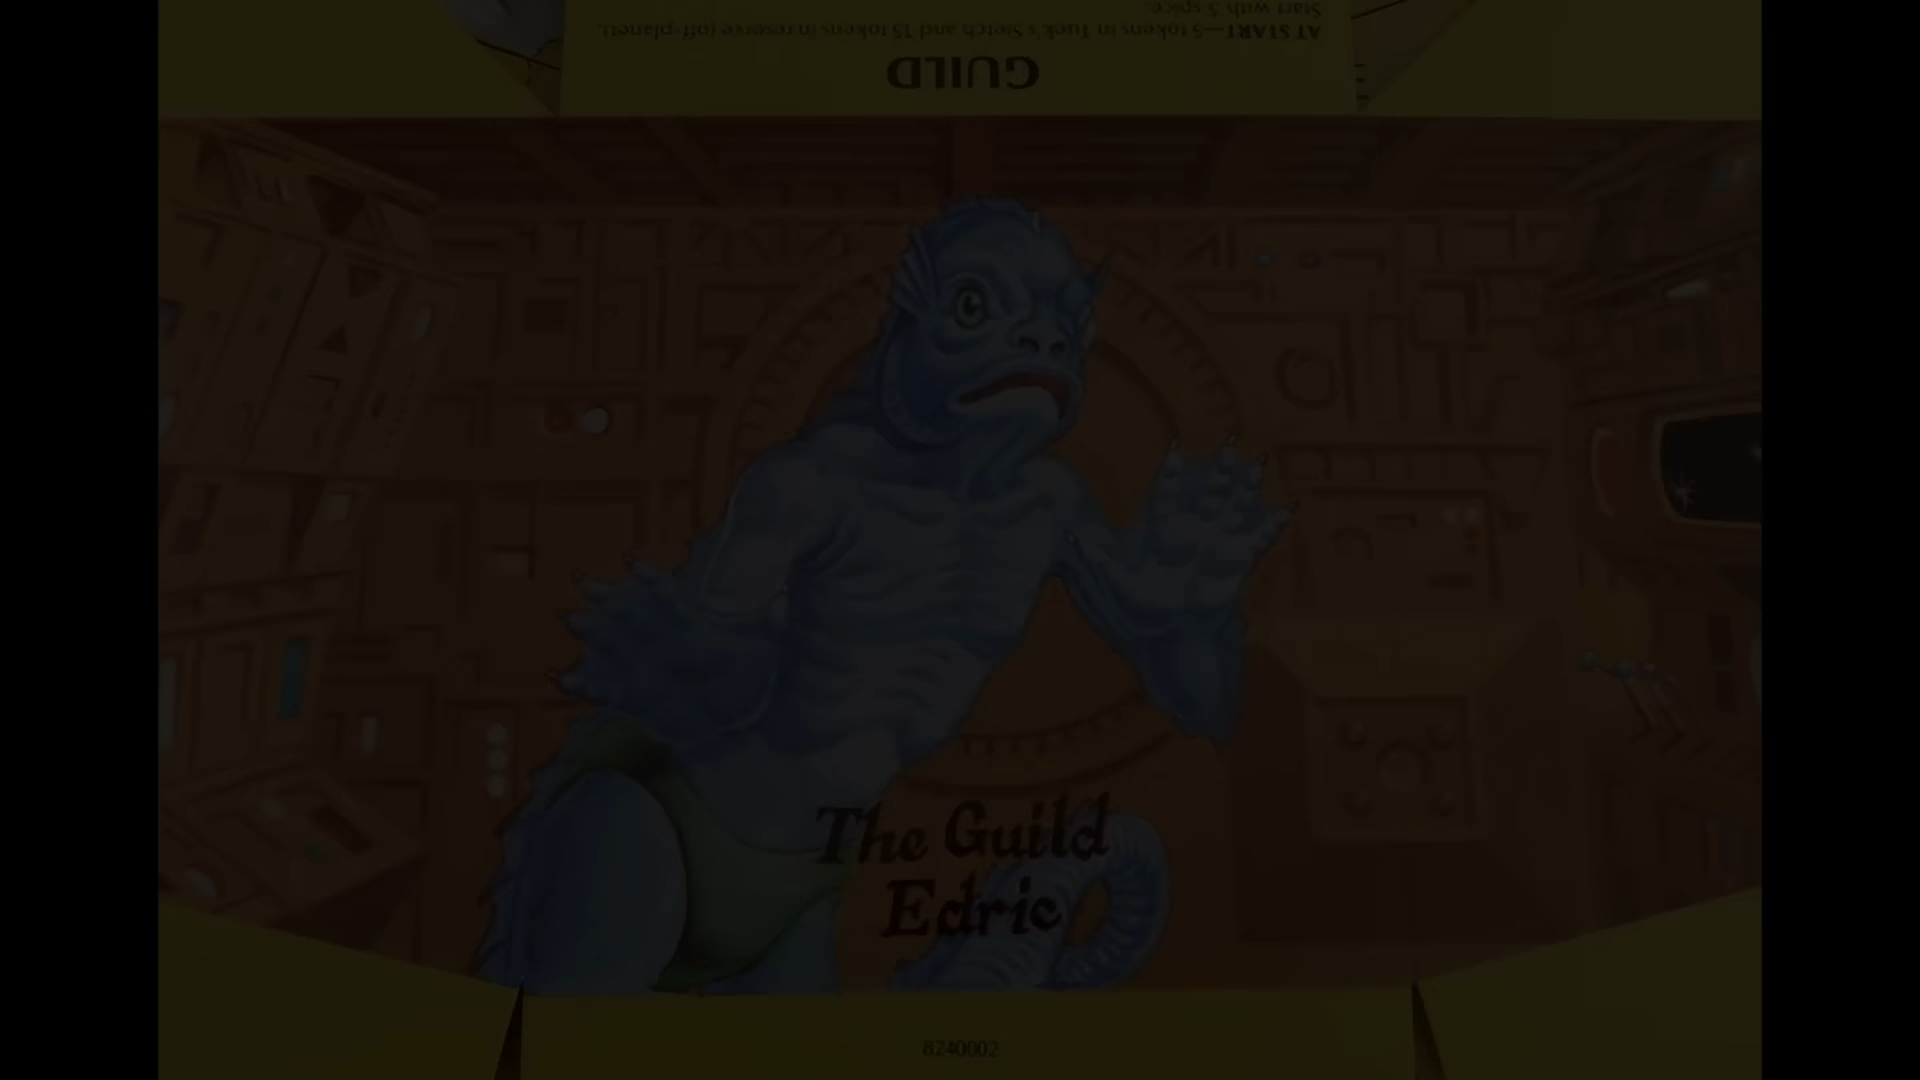 Start with 5 spice.
AT START—5 tokens in Tuek's Sietch and 15 tokens in reserve (off-planet).
GUILD
The Guild
Edric
8240002